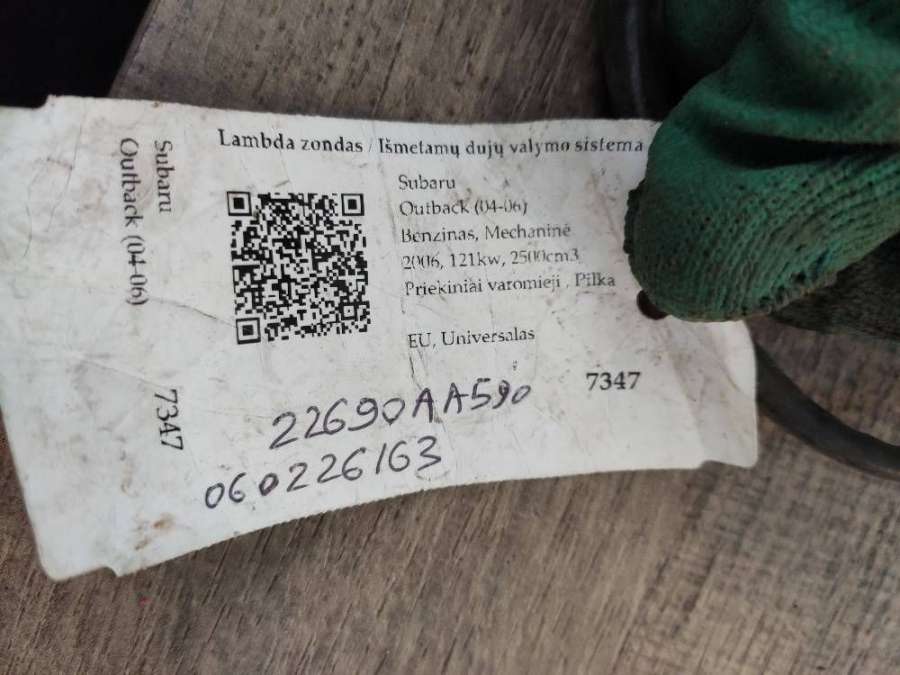 Lambda zondas / Išmetamų dujų valymo sistema
Subaru
Outback (04-06)
Benzinas, Mechaninė
2006, 121kw, 2500cm3
Priekiniai varomieji , Pilka
EU, Universalas
7347
22690AA590
060226163
Subaru
Outback (04-06)
7347